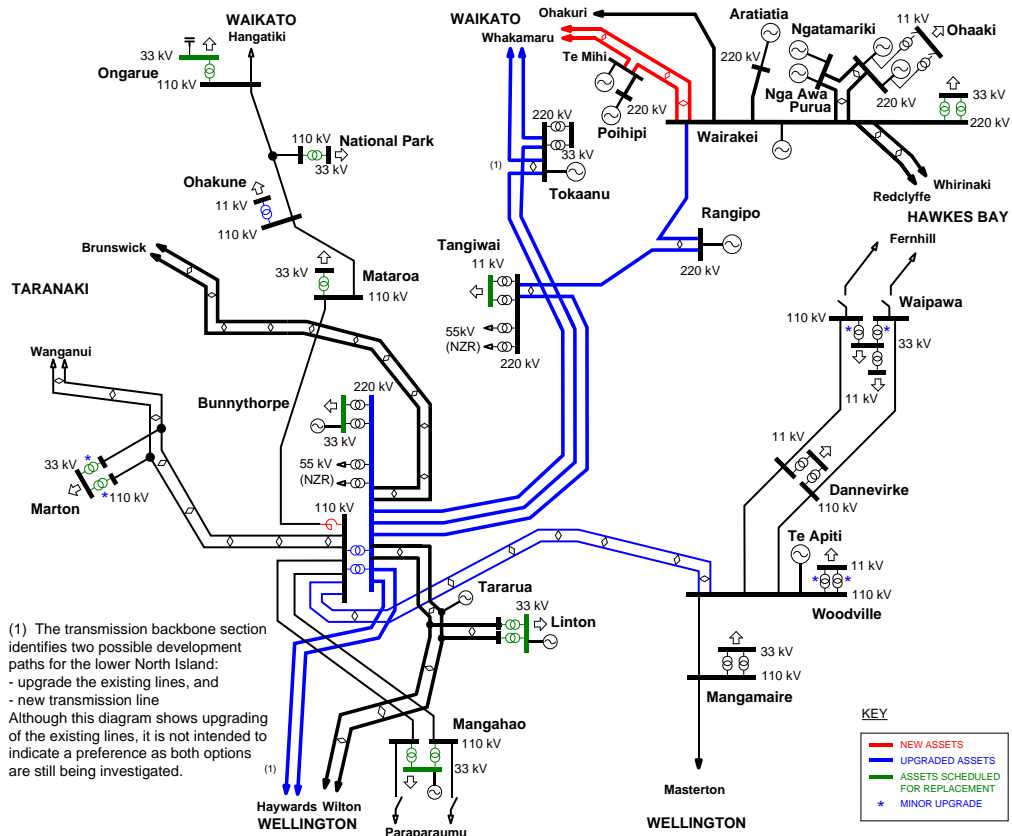 WAIKATO
Hangatiki
33 kV
Ongarue
110 kV
110 kV
National Park
33 kV
Ohakune
11 kV
110 kV
Brunswick
33 kV
Mataroa
110 kV
TARANAKI
Wanganui
33 kV
110 kV
Marton
Bunnythorpe
220 kV
33 kV
55 kV
(NZR)
110 kV
WAIKATO
Whakamaru
Ohakuri
Te Mihi
220 kV
Poihipi
220 kV
33 kV
(1)
Tokaanu
Aratiatia
220 kV
Wairakei
Ngatamariki
11 kV
Ohaaki
Nga Awa
Purua
220 kV
33 kV
220 kV
Whirinaki
Redclyffe
HAWKES BAY
Fernhill
Rangipo
220 kV
Tangiwai
11 kV
55kV
(NZR)
220 kV
Waipawa
110 kV
*
*
33 kV
11 kV
11 kV
Dannevirke
110 kV
Te Apiti
11 kV
*
*
110 kV
Woodville
Tararua
33 kV
Linton
33 kV
110 kV
Mangamaire
Mangahao
110 kV
33 kV
*
*
(1) The transmission backbone section
identifies two possible development
paths for the lower North Island:
- upgrade the existing lines, and
- new transmission line
Although this diagram shows upgrading
of the existing lines, it is not intended to
indicate a preference as both options
are still being investigated.
(1)
Haywards Wilton
WELLINGTON
Paraparaumu
Masterton
WELLINGTON
KEY
NEW ASSETS
UPGRADED ASSETS
ASSETS SCHEDULED
FOR REPLACEMENT
* MINOR UPGRADE